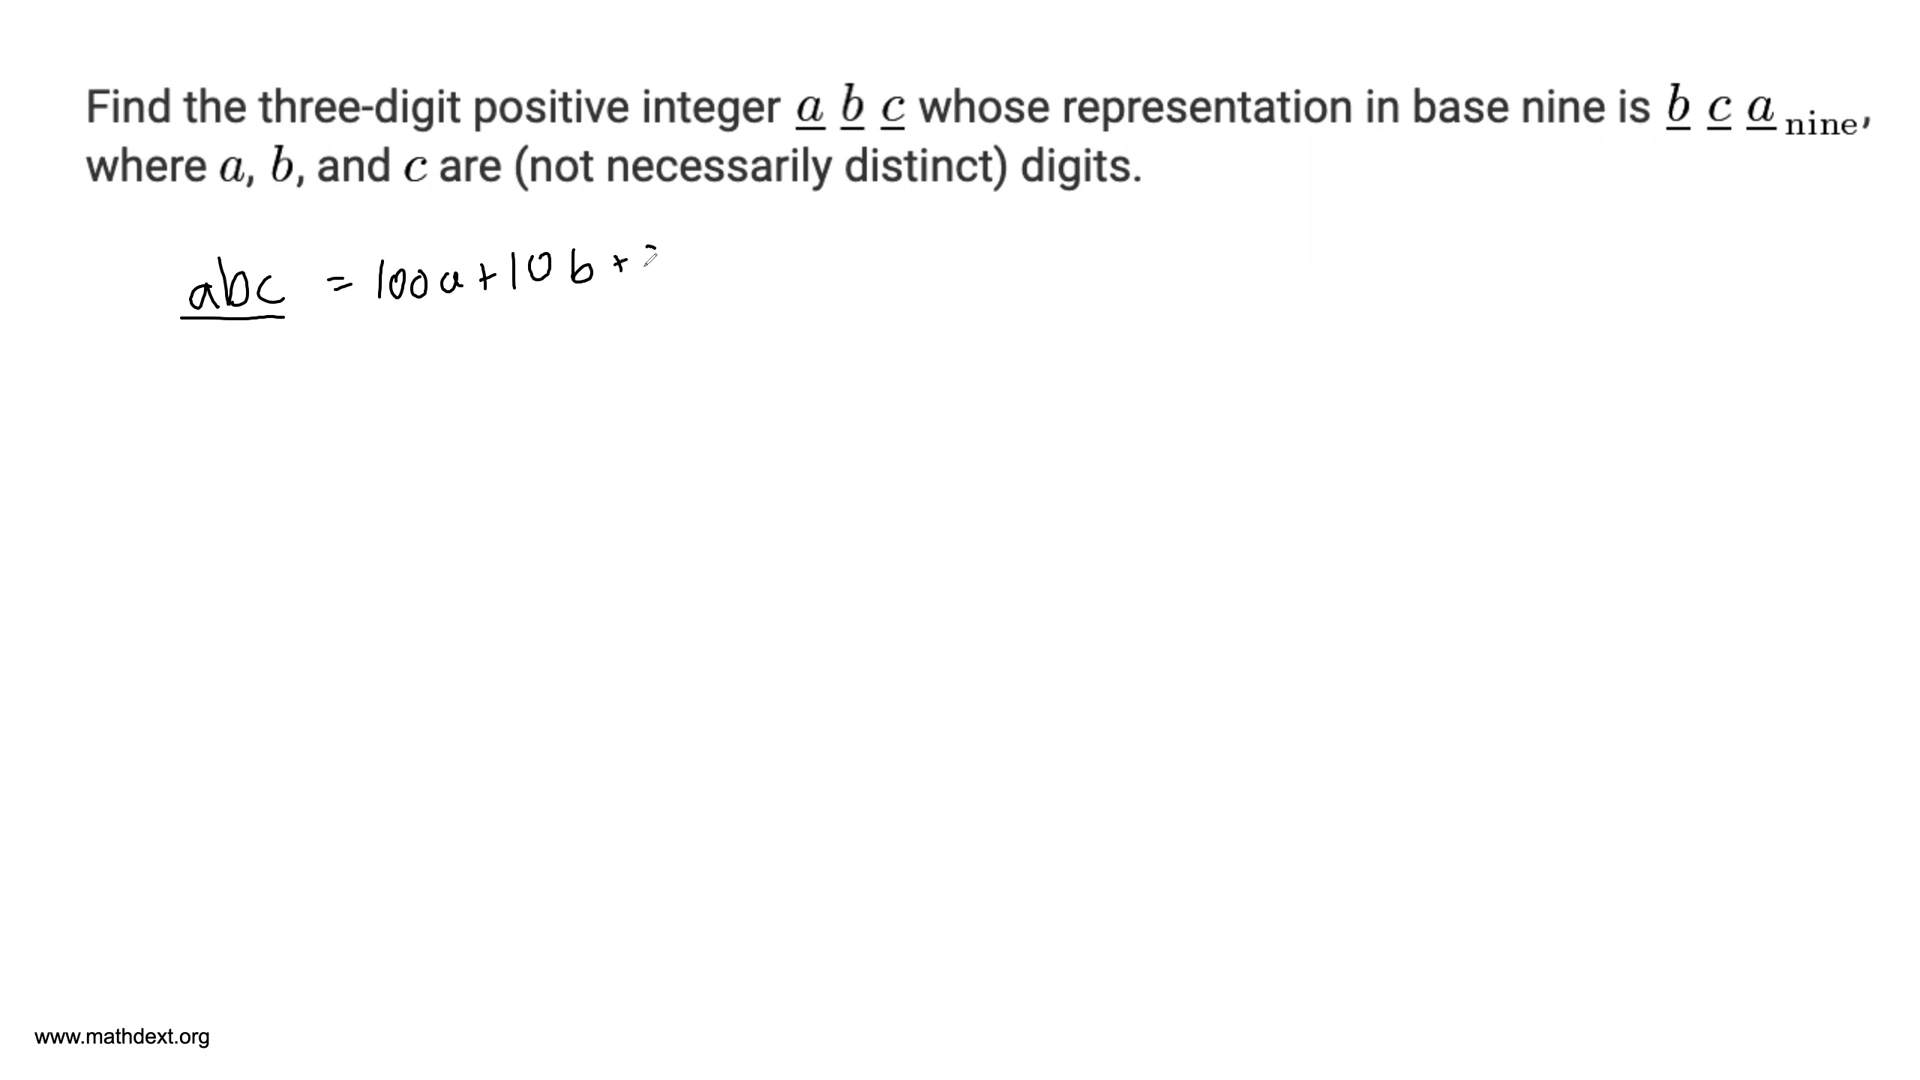 Find the three-digit positive integer a b c whose representation in base nine is b c a nine,
where a, b, and c are (not necessarily distinct) digits.
abc = 100a + 10b +
www.mathdext.org